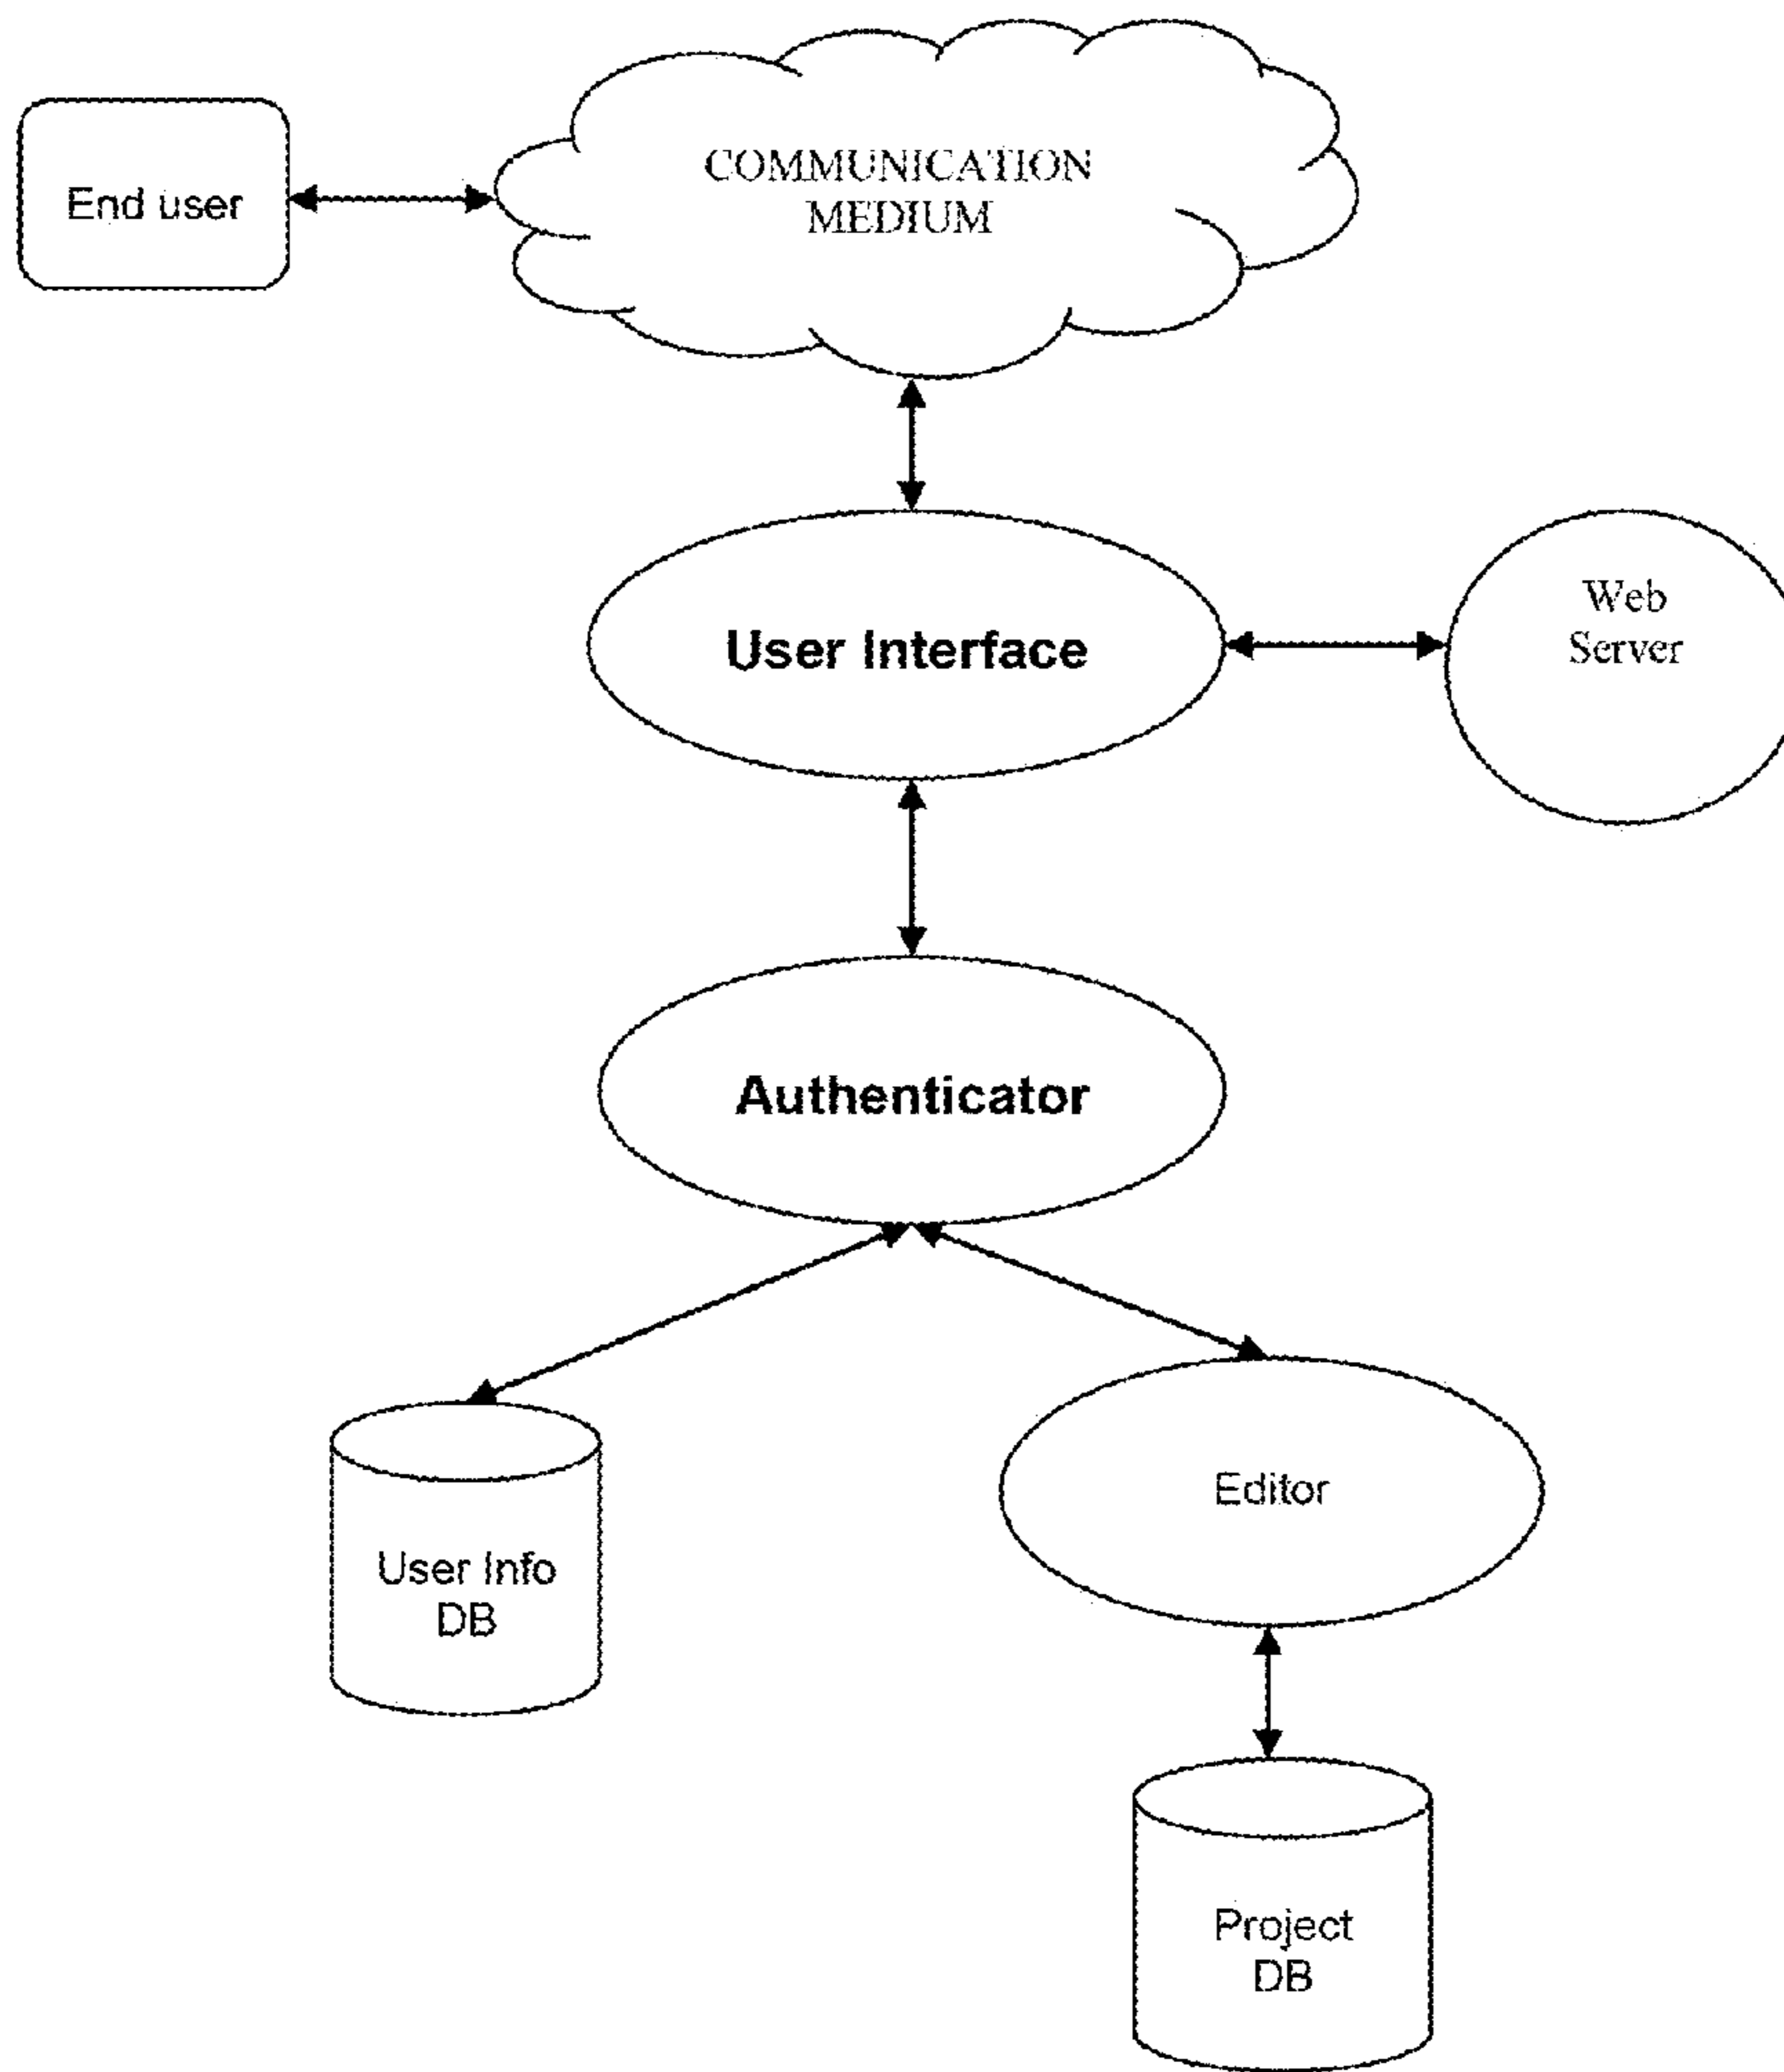 End user
COMMUNICATION
MEDIUM
User Interface
Web
Server
Authenticator
User Info
DB
Editor
Project
DB